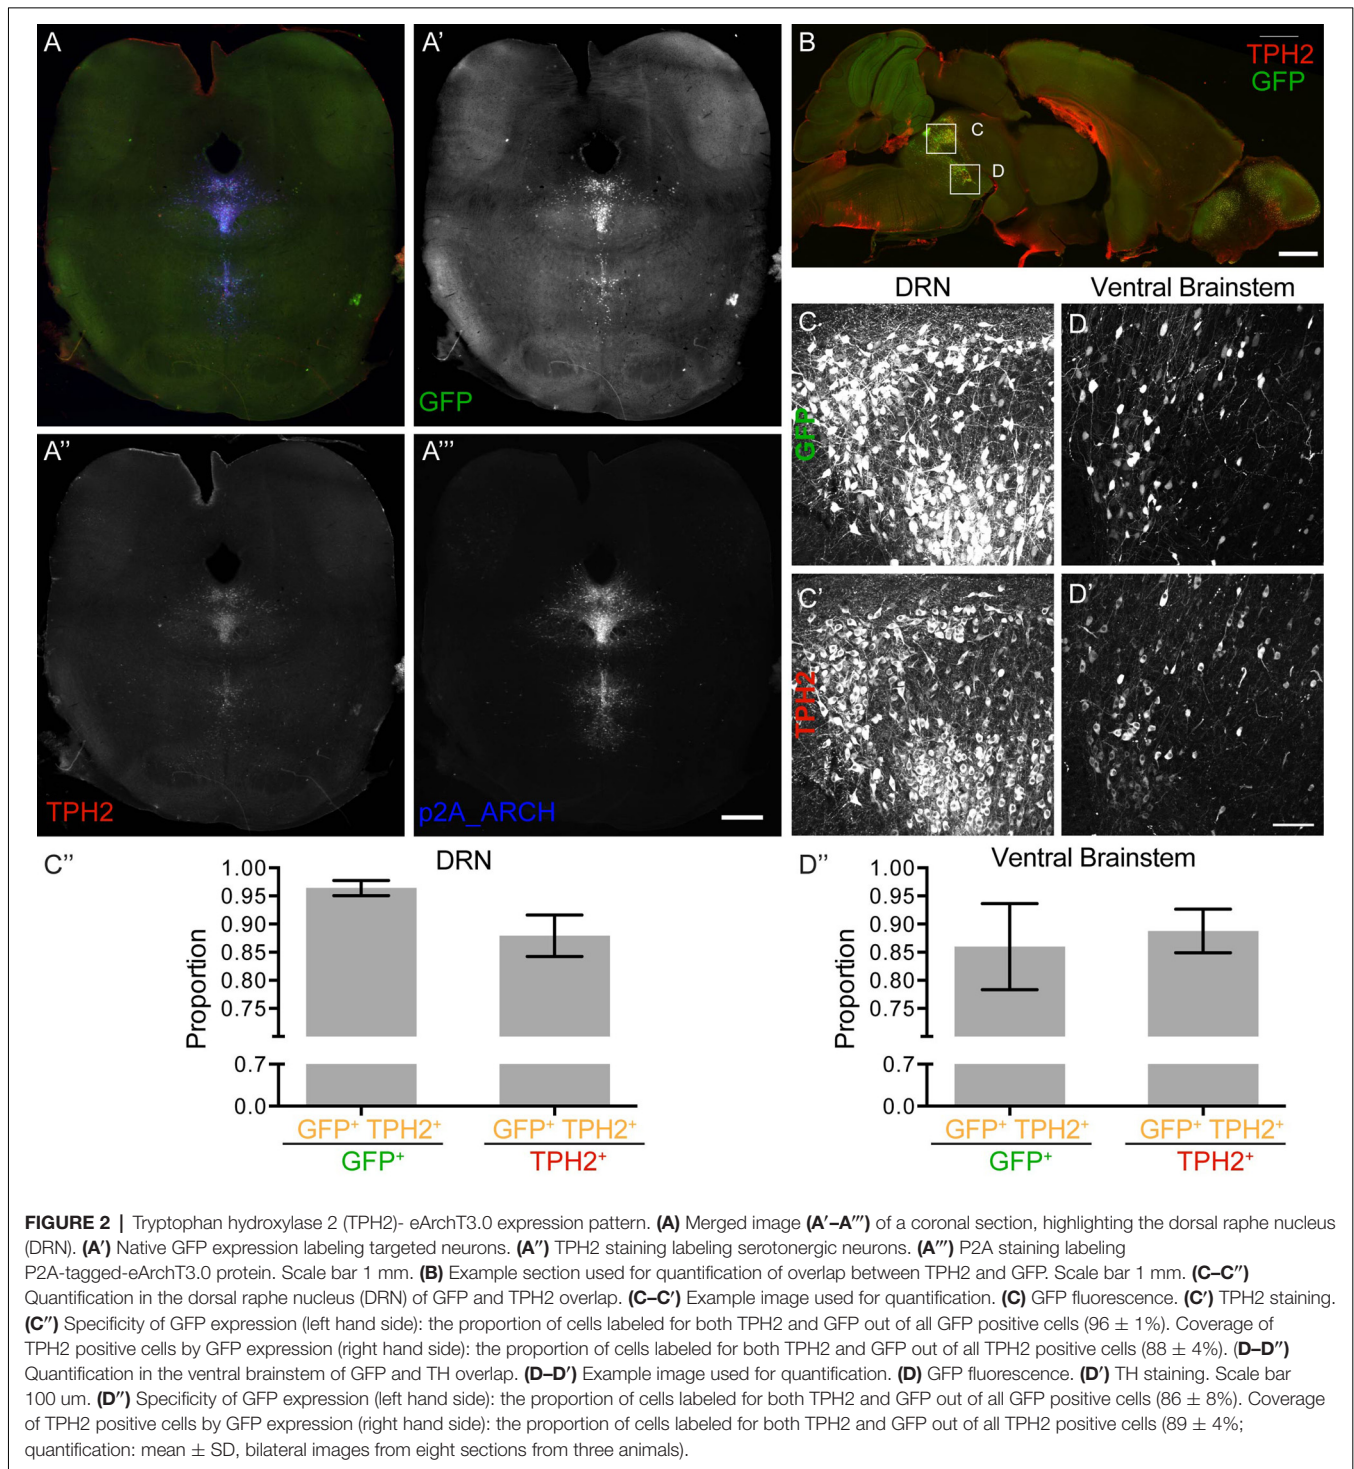 A
A'
B
TPH2
GFP
C
D
GFP
DRN
Ventral Brainstem
C
D
GFP
A''
A'''
C'
D'
TPH2
TPH2
p2A_ARCH
C''
DRN
1.00
0.95
0.90
0.85
0.80
0.75
0.7
0.0
Proportion
GFP⁺ TPH2⁺
GFP⁺
GFP⁺ TPH2⁺
TPH2⁺
D''
Ventral Brainstem
1.00
0.95
0.90
0.85
0.80
0.75
0.7
0.0
Proportion
GFP⁺ TPH2⁺
GFP⁺
GFP⁺ TPH2⁺
TPH2⁺
FIGURE 2 | Tryptophan hydroxylase 2 (TPH2)- eArchT3.0 expression pattern. (A) Merged image (A′–A‴) of a coronal section, highlighting the dorsal raphe nucleus
(DRN). (A′) Native GFP expression labeling targeted neurons. (A″) TPH2 staining labeling serotonergic neurons. (A‴) P2A staining labeling
P2A-tagged-eArchT3.0 protein. Scale bar 1 mm. (B) Example section used for quantification of overlap between TPH2 and GFP. Scale bar 1 mm. (C–C″)
Quantification in the dorsal raphe nucleus (DRN) of GFP and TPH2 overlap. (C–C′) Example image used for quantification. (C) GFP fluorescence. (C′) TPH2 staining.
(C″) Specificity of GFP expression (left hand side): the proportion of cells labeled for both TPH2 and GFP out of all GFP positive cells (96 ± 1%). Coverage of
TPH2 positive cells by GFP expression (right hand side): the proportion of cells labeled for both TPH2 and GFP out of all TPH2 positive cells (88 ± 4%). (D–D″)
Quantification in the ventral brainstem of GFP and TH overlap. (D–D′) Example image used for quantification. (D) GFP fluorescence. (D′) TH staining. Scale bar
100 um. (D″) Specificity of GFP expression (left hand side): the proportion of cells labeled for both TPH2 and GFP out of all GFP positive cells (86 ± 8%). Coverage
of TPH2 positive cells by GFP expression (right hand side): the proportion of cells labeled for both TPH2 and GFP out of all TPH2 positive cells (89 ± 4%;
quantification: mean ± SD, bilateral images from eight sections from three animals).